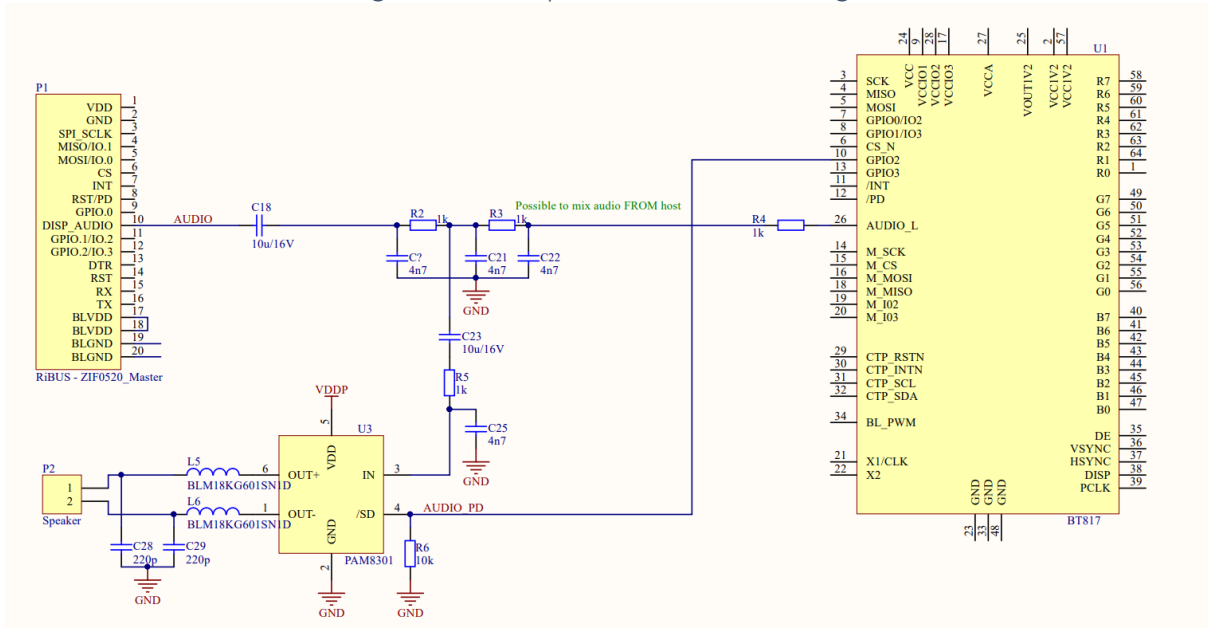 P1
VDD 1
GND 2
SPI_SCLK 3
MISO/IO.1 4
MOSI/IO.0 5
CS 6
INT 7
RST/PD 8
GPIO.0 9
DISP_AUDIO 10
GPIO.1/IO.2 11
GPIO.2/IO.3 12
DTR 13
RST 14
RX 15
TX 16
BLVDD 17
BLVDD 18
BLGND 19
BLGND 20
RiBUS - ZIF0520_Master
AUDIO
C18
10u/16V
R2
1k
R3
1k
Possible to mix audio FROM host
R4
1k
C?
4n7
C21
4n7
C22
4n7
GND
C23
10u/16V
R5
1k
C25
4n7
GND
VDDP
5
U3
VDD
6 OUT+
IN 3
1 OUT-
/SD 4
GND
2
PAM8301
GND
AUDIO_PD
R6
10k
GND
L5
BLM18KG601SN1D
L6
BLM18KG601SN1D
P2
1
2
Speaker
C28
220p
C29
220p
GND
U1
24 VCC
9 VCCIO1
28 VCCIO2
17 VCCIO3
27 VCCA
25 VOUT1V2
2 VCC1V2
57 VCC1V2
3 SCK
4 MISO
5 MOSI
7 GPIO0/IO2
8 GPIO1/IO3
6 CS_N
10 GPIO2
13 GPIO3
11 /INT
12 /PD
26 AUDIO_L
14 M_SCK
15 M_CS
16 M_MOSI
18 M_MISO
19 M_I02
20 M_I03
29 CTP_RSTN
30 CTP_INTN
31 CTP_SCL
32 CTP_SDA
34 BL_PWM
21 X1/CLK
22 X2
R7 58
R6 59
R5 60
R4 61
R3 62
R2 63
R1 64
R0 1
G7 49
G6 50
G5 51
G4 52
G3 53
G2 54
G1 55
G0 56
B7 40
B6 41
B5 42
B4 43
B3 44
B2 45
B1 46
B0 47
DE 35
VSYNC 36
HSYNC 37
DISP 38
PCLK 39
GND 23
GND 33
GND 48
BT817